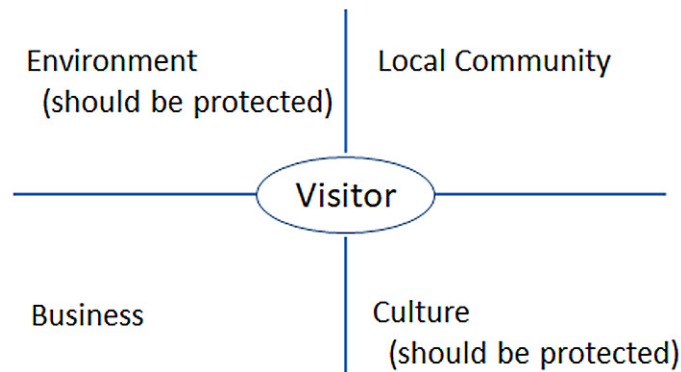 Environment
(should be protected)
Local Community
Visitor
Business
Culture
(should be protected)